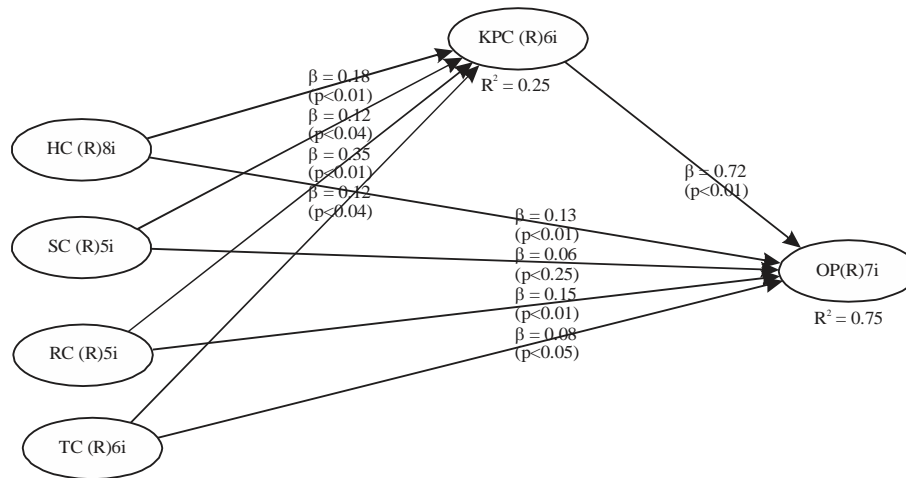 KPC (R)6i
R² = 0.25
β = 0.18
(p<0.01)
β = 0.12
(p<0.04)
β = 0.35
(p<0.01)
β = 0.12
(p<0.04)
HC (R)8i
β = 0.72
(p<0.01)
SC (R)5i
β = 0.13
(p<0.01)
β = 0.06
(p<0.25)
β = 0.15
(p<0.01)
β = 0.08
(p<0.05)
OP(R)7i
R² = 0.75
RC (R)5i
TC (R)6i